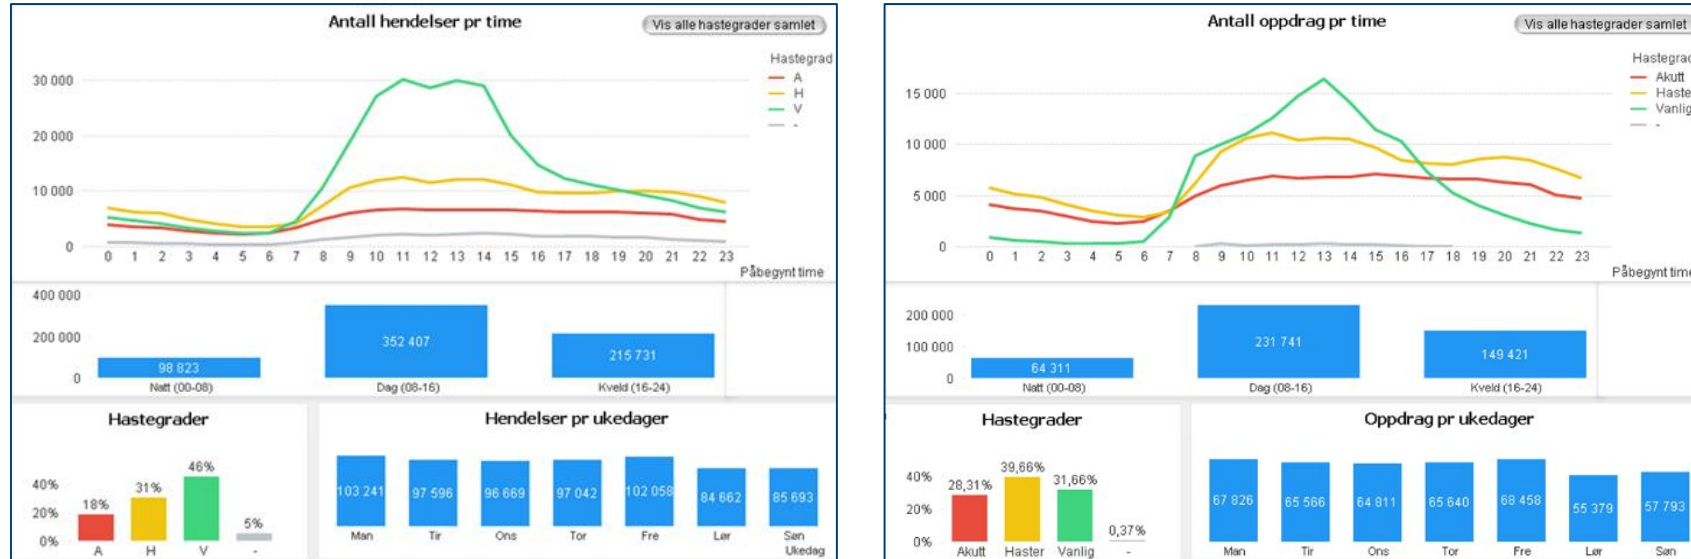 Antall hendelser pr time
Vis alle hastegrader samlet
Hastegrad
A
H
V
-
30 000
20 000
10 000
0
0 1 2 3 4 5 6 7 8 9 10 11 12 13 14 15 16 17 18 19 20 21 22 23
Påbegynt time
400 000
200 000
0
98 823
352 407
215 731
Natt (00-08)
Dag (08-16)
Kveld (16-24)
Hastegrader
40%
20%
0%
18%
31%
46%
5%
A H V -
Hendelser pr ukedager
103 241 97 596 96 669 97 042 102 058 84 662 85 693
Man Tir Ons Tor Fre Lør Søn
Ukedag
Antall oppdrag pr time
Vis alle hastegrader samlet
Hastegrad
Akutt
Haste
Vanlig
-
15 000
10 000
5 000
0
0 1 2 3 4 5 6 7 8 9 10 11 12 13 14 15 16 17 18 19 20 21 22 23
Påbegynt time
200 000
100 000
0
64 311
231 741
149 421
Natt (00-08)
Dag (08-16)
Kveld (16-24)
Hastegrader
40%
20%
0%
28,31%
39,66%
31,66%
0,37%
Akutt Haster Vanlig -
Oppdrag pr ukedager
67 826 65 566 64 811 65 640 68 458 55 379 57 793
Man Tir Ons Tor Fre Lør Søn